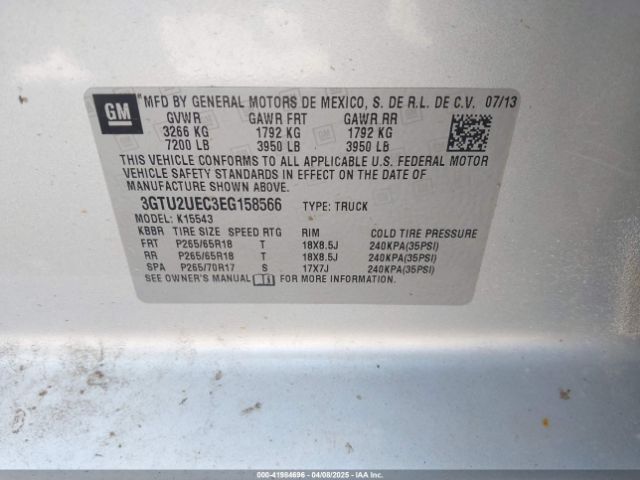 GM
*MFD BY GENERAL MOTORS DE MEXICO, S. DE R.L. DE C.V. 07/13
GVWR GAWR FRT GAWR RR
3266 KG 1792 KG 1792 KG
7200 LB 3950 LB 3950 LB
THIS VEHICLE CONFORMS TO ALL APPLICABLE U.S. FEDERAL MOTOR
VEHICLE SAFETY STANDARDS IN EFFECT ON THE DATE OF
MANUFACTURE SHOWN ABOVE.
3GTU2UEC3EG158566 TYPE: TRUCK
MODEL: K15543
KBBR TIRE SIZE SPEED RTG RIM COLD TIRE PRESSURE
FRT P265/65R18 T 18X8.5J 240KPA(35PSI)
RR P265/65R18 T 18X8.5J 240KPA(35PSI)
SPA P265/70R17 S 17X7J 240KPA(35PSI)
SEE OWNER'S MANUAL FOR MORE INFORMATION.
000-41984696 - 04/08/2025 - IAAI.COM